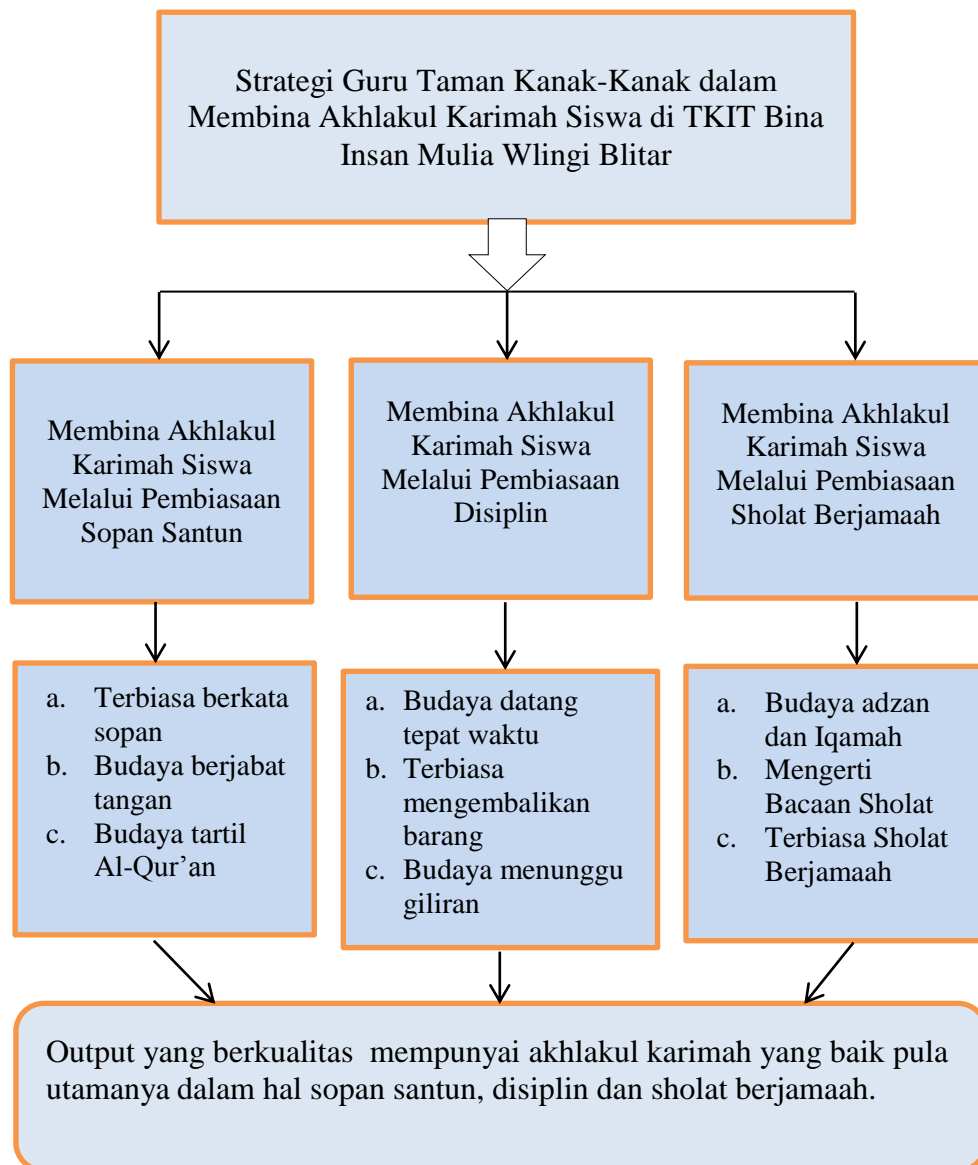 Strategi Guru Taman Kanak-Kanak dalam
Membina Akhlakul Karimah Siswa di TKIT Bina
Insan Mulia Wlingi Blitar
Membina Akhlakul
Karimah Siswa
Melalui Pembiasaan
Sopan Santun
Membina Akhlakul
Karimah Siswa
Melalui Pembiasaan
Disiplin
Membina Akhlakul
Karimah Siswa
Melalui Pembiasaan
Sholat Berjamaah
a. Terbiasa berkata
sopan
b. Budaya berjabat
tangan
c. Budaya tartil
Al-Qur’an
a. Budaya datang
tepat waktu
b. Terbiasa
mengembalikan
barang
c. Budaya menunggu
giliran
a. Budaya adzan
dan Iqamah
b. Mengerti
Bacaan Sholat
c. Terbiasa Sholat
Berjamaah
Output yang berkualitas  mempunyai akhlakul karimah yang baik pula
utamanya dalam hal sopan santun, disiplin dan sholat berjamaah.